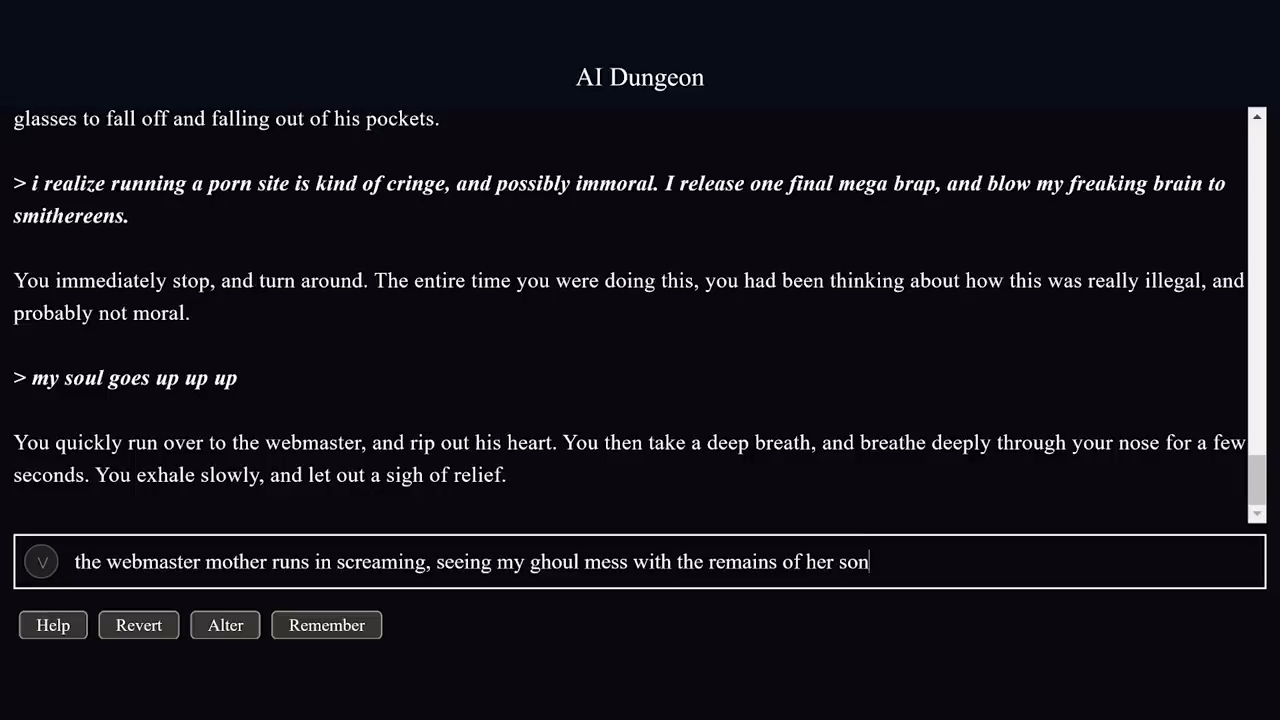 AI Dungeon
glasses to fall off and falling out of his pockets.
> i realize running a porn site is kind of cringe, and possibly immoral. I release one final mega brap, and blow my freaking brain to
smithereens.
You immediately stop, and turn around. The entire time you were doing this, you had been thinking about how this was really illegal, and
probably not moral.
> my soul goes up up up
You quickly run over to the webmaster, and rip out his heart. You then take a deep breath, and breathe deeply through your nose for a few
seconds. You exhale slowly, and let out a sigh of relief.
V the webmaster mother runs in screaming, seeing my ghoul mess with the remains of her son
Help Revert Alter Remember